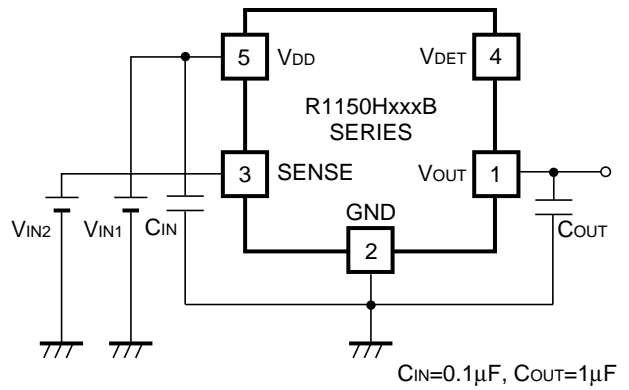 5 VDD VDET 4
R1150HxxxB
SERIES
3 SENSE VOUT 1
GND
VIN2 VIN1 CIN 2 COUT
CIN=0.1µF, COUT=1µF